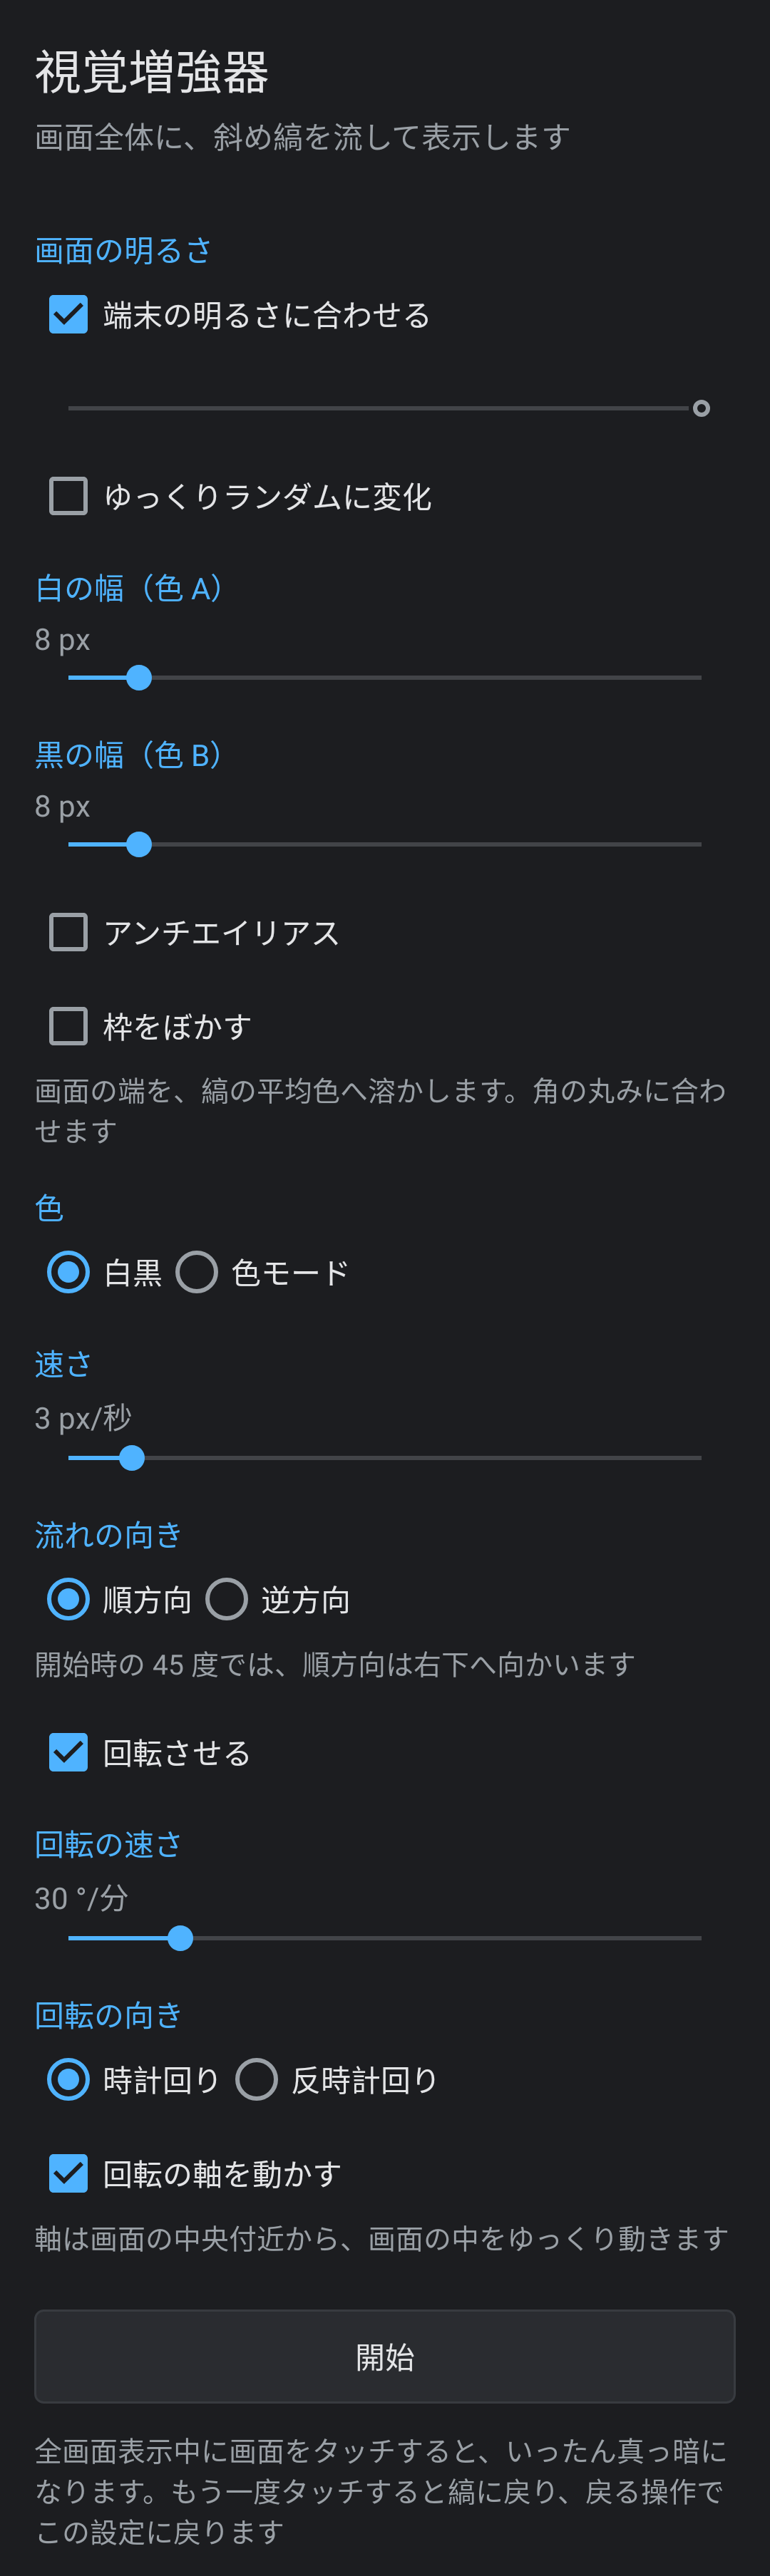 視覚増強器
画面全体に、斜め縞を流して表示します
画面の明るさ
端末の明るさに合わせる
ゆっくりランダムに変化
白の幅（色 A）
8 px
黒の幅（色 B）
8 px
アンチエイリアス
枠をぼかす
画面の端を、縞の平均色へ溶かします。角の丸みに合わ
せます
色
白黒 色モード
速さ
3 px/秒
流れの向き
順方向 逆方向
開始時の 45 度では、順方向は右下へ向かいます
回転させる
回転の速さ
30 °/分
回転の向き
時計回り 反時計回り
回転の軸を動かす
軸は画面の中央付近から、画面の中をゆっくり動きます
開始
全画面表示中に画面をタッチすると、いったん真っ暗に
なります。もう一度タッチすると縞に戻り、戻る操作で
この設定に戻ります